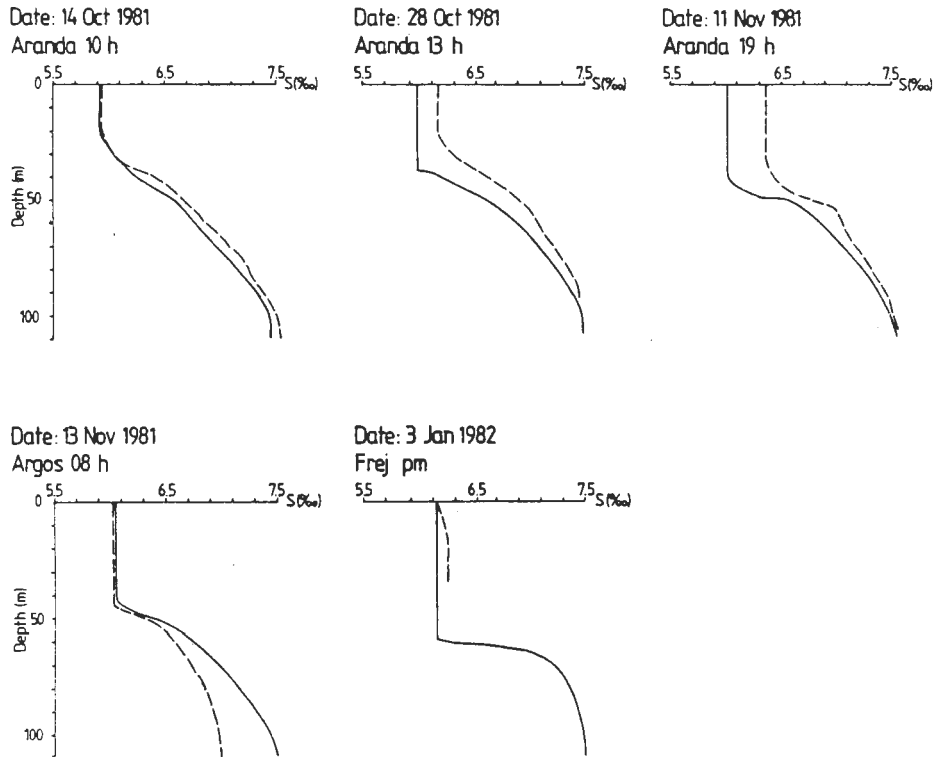 Date: 14 Oct 1981
Aranda 10 h
5.5 6.5 7.5 S(‰)
0
50
100
Depth (m)
Date: 28 Oct 1981
Aranda 13 h
5.5 6.5 7.5 S(‰)
Date: 11 Nov 1981
Aranda 19 h
5.5 6.5 7.5 S(‰)
Date: 13 Nov 1981
Argos 08 h
5.5 6.5 7.5 S(‰)
0
50
100
Depth (m)
Date: 3 Jan 1982
Frej pm
5.5 6.5 7.5 S(‰)